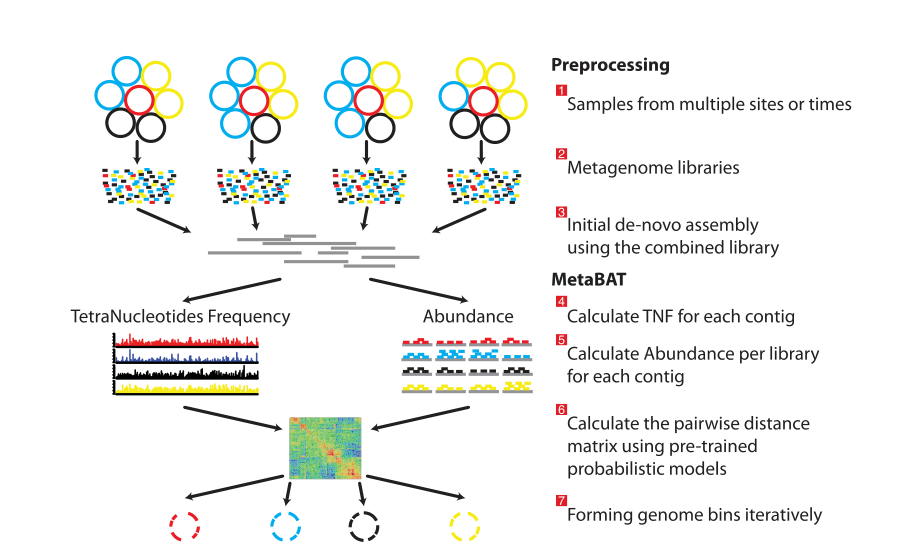 Preprocessing
1 Samples from multiple sites or times
2 Metagenome libraries
3 Initial de-novo assembly
using the combined library
MetaBAT
TetraNucleotides Frequency
Abundance
4 Calculate TNF for each contig
5 Calculate Abundance per library
for each contig
6 Calculate the pairwise distance
matrix using pre-trained
probabilistic models
7 Forming genome bins iteratively